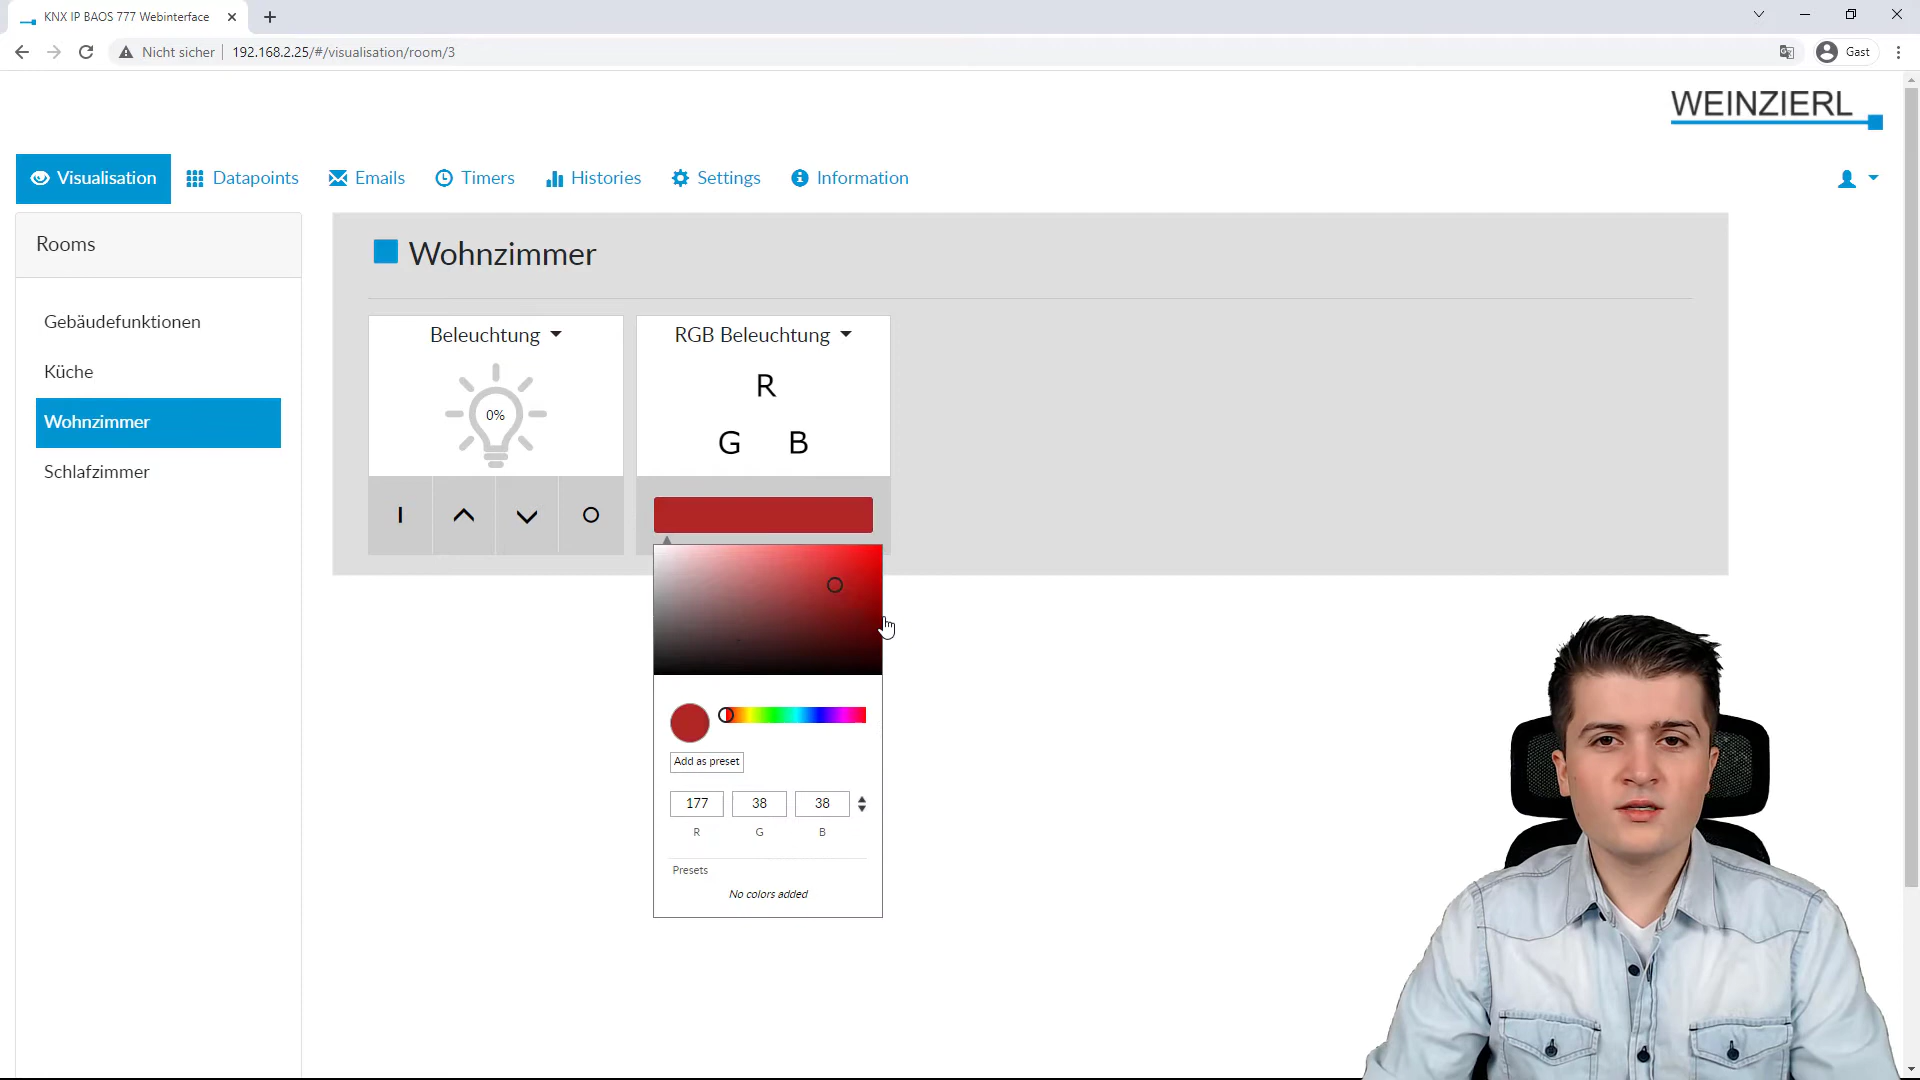 KNX IP BAOS 777 Webinterface
Nicht sicher
192.168.2.25/#/visualisation/room/3
Gast
WEINZIERL
Visualisation
Datapoints
Emails
Timers
Histories
Settings
Information
Rooms
Gebäudefunktionen
Küche
Wohnzimmer
Schlafzimmer
Wohnzimmer
Beleuchtung
0%
I
O
RGB Beleuchtung
R
G B
Add as preset
177 38 38
R G B
Presets
No colors added